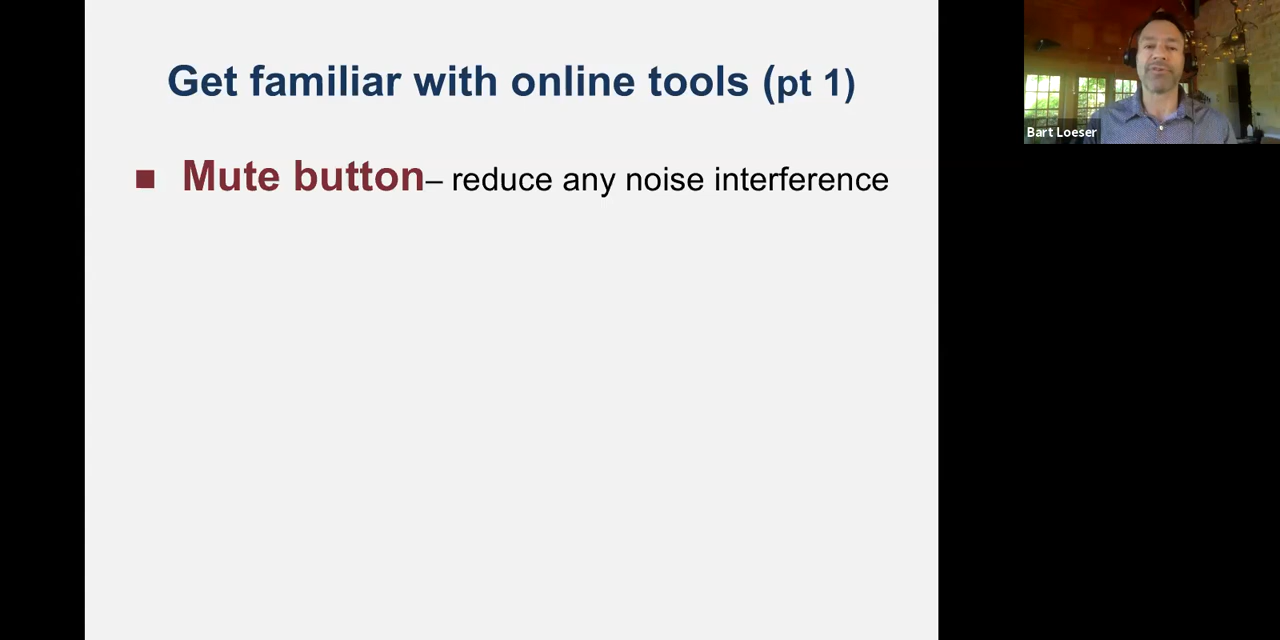 Get familiar with online tools (pt 1)
■ Mute button– reduce any noise interference
Bart Loeser